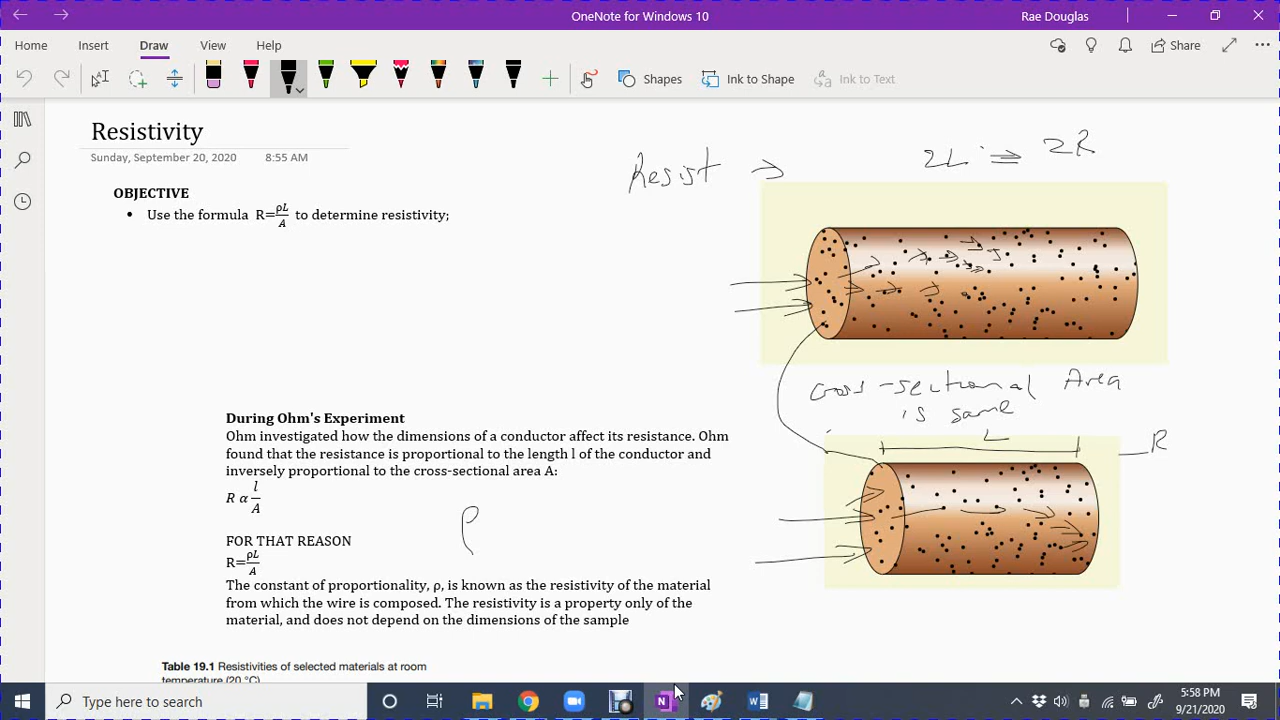 OneNote for Windows 10
Rae Douglas
Home Insert Draw View Help
Share
Shapes Ink to Shape Ink to Text
Resistivity
Sunday, September 20, 2020 8:55 AM
Resist → 2L ⇒ 2R
OBJECTIVE
• Use the formula R=ρL/A to determine resistivity;
Cross-sectional Area
is same
L
R
During Ohm's Experiment
Ohm investigated how the dimensions of a conductor affect its resistance. Ohm
found that the resistance is proportional to the length l of the conductor and
inversely proportional to the cross-sectional area A:
R α l/A
ρ
FOR THAT REASON
R=ρL/A
The constant of proportionality, ρ, is known as the resistivity of the material
from which the wire is composed. The resistivity is a property only of the
material, and does not depend on the dimensions of the sample
Table 19.1 Resistivities of selected materials at room
temperature (20 °C)
Type here to search
5:58 PM
9/21/2020